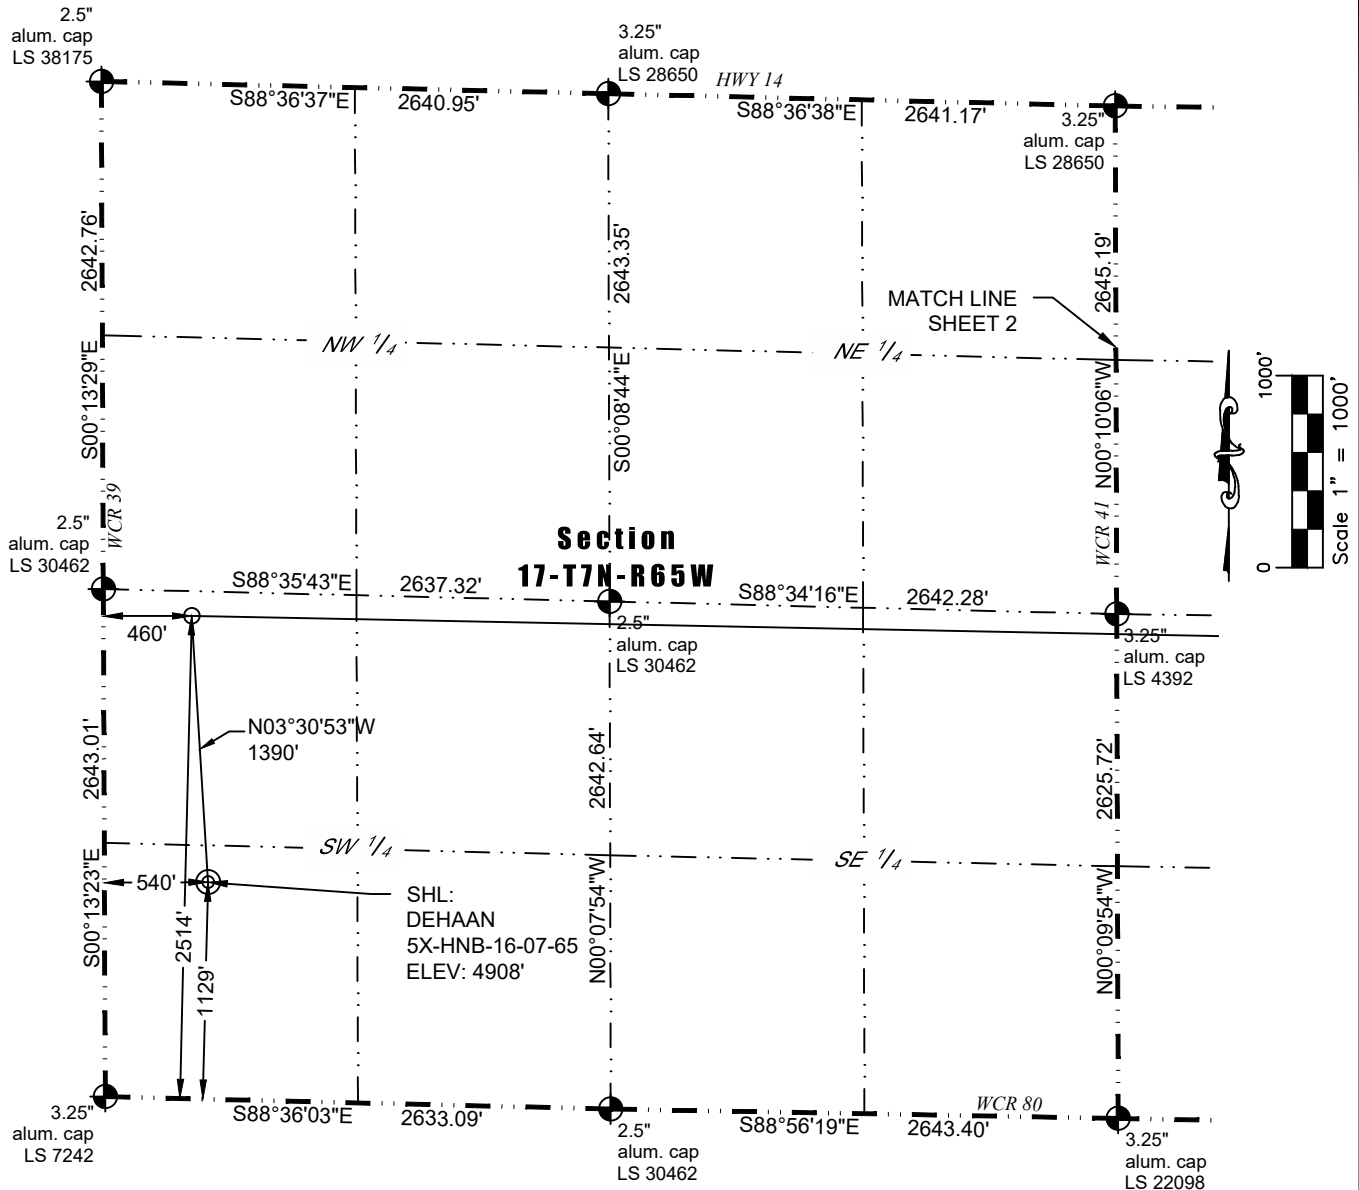 2.5"
alum. cap
LS 38175
3.25"
alum. cap
LS 28650
HWY 14
S88°36'37"E
2640.95'
S88°36'38"E
2641.17'
3.25"
alum. cap
LS 28650
2642.76'
2643.35'
2645.19'
MATCH LINE
SHEET 2
NW 1/4
NE 1/4
S00°13'29"E
S00°08'44"E
N00°10'06"W
1000'
0
Scale 1" = 1000'
WCR 39
WCR 41
2.5"
alum. cap
LS 30462
Section
17-T7N-R65W
S88°35'43"E
2637.32'
S88°34'16"E
2642.28'
460'
2.5"
alum. cap
LS 30462
3.25"
alum. cap
LS 4392
N03°30'53"W
1390'
2643.01'
2642.64'
2625.72'
SW 1/4
SE 1/4
540'
SHL:
DEHAAN
5X-HNB-16-07-65
ELEV: 4908'
S00°13'23"E
2514'
1129'
N00°07'54"W
N00°09'54"W
3.25"
alum. cap
LS 7242
S88°36'03"E
2633.09'
2.5"
alum. cap
LS 30462
S88°56'19"E
2643.40'
WCR 80
3.25"
alum. cap
LS 22098